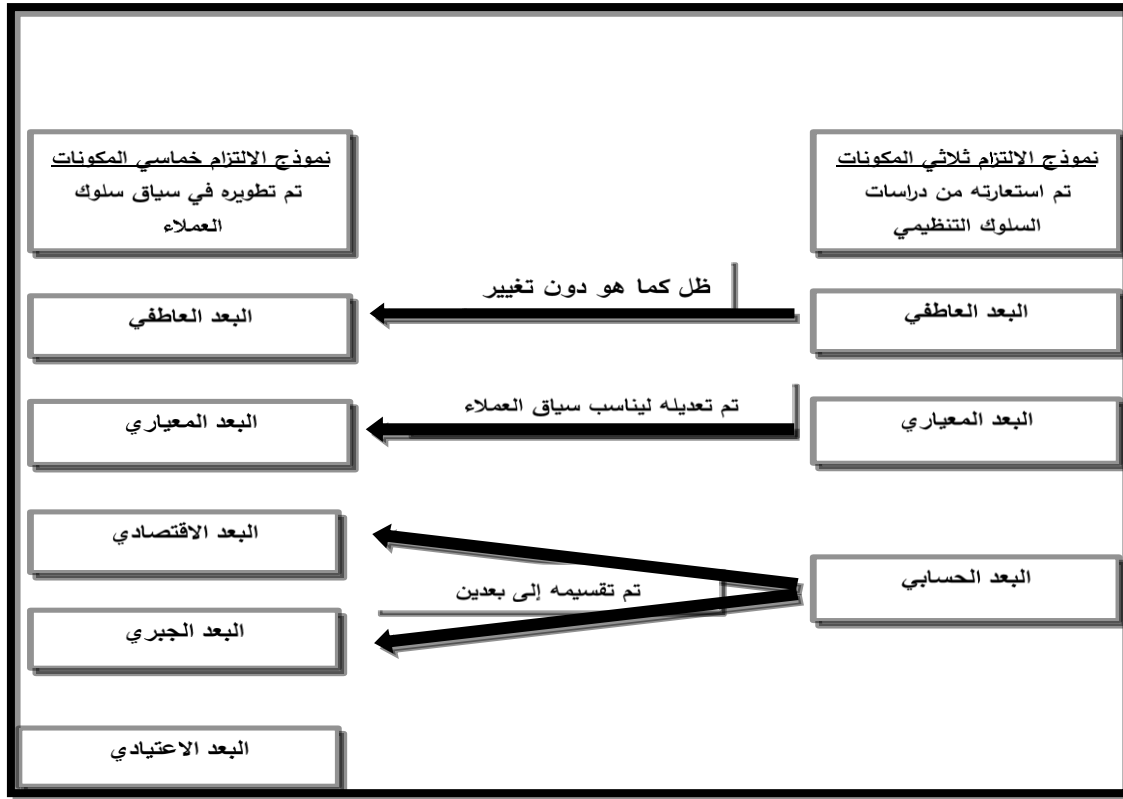 نموذج الالتزام ثلاثي المكونات
تم استعارته من دراسات
السلوك التنظيمي
نموذج الالتزام خماسي المكونات
تم تطويره في سياق سلوك
العملاء
البعد العاطفي
ظل كما هو دون تغيير
البعد العاطفي
البعد المعياري
تم تعديله ليناسب سياق العملاء
البعد المعياري
البعد الحسابي
تم تقسيمه إلى بعدين
البعد الاقتصادي
البعد الجبري
البعد الاعتيادي